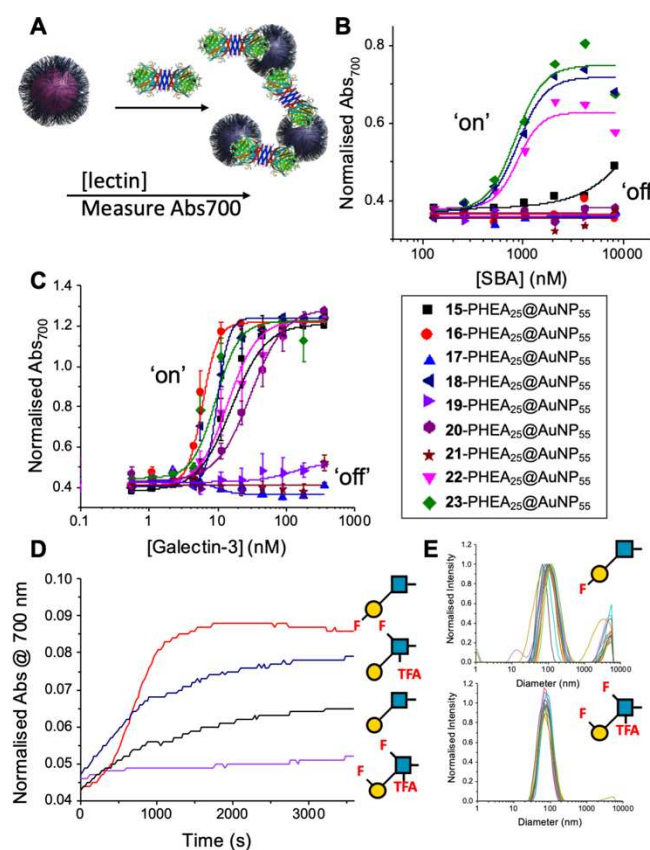 A
[lectin]
Measure Abs700
B
Normalised Abs700
0.8
0.6
0.4
'on'
'off'
100
1000
10000
[SBA] (nM)
C
Normalised Abs700
1.4
1.2
1.0
0.8
0.6
0.4
'on'
'off'
0.1
1
10
100
1000
[Galectin-3] (nM)
15-PHEA25@AuNP55
16-PHEA25@AuNP55
17-PHEA25@AuNP55
18-PHEA25@AuNP55
19-PHEA25@AuNP55
20-PHEA25@AuNP55
21-PHEA25@AuNP55
22-PHEA25@AuNP55
23-PHEA25@AuNP55
D
Normalised Abs @ 700 nm
0.10
0.09
0.08
0.07
0.06
0.05
0.04
0
1000
2000
3000
Time (s)
F
F
TFA
F
F
TFA
E
Normalised Intensity
1.2
1.0
0.8
0.6
0.4
0.2
0.0
1
10
100
1000
10000
Diameter (nm)
F
Normalised Intensity
1.2
1.0
0.8
0.6
0.4
0.2
0.0
1
10
100
1000
10000
Diameter (nm)
F
F
TFA